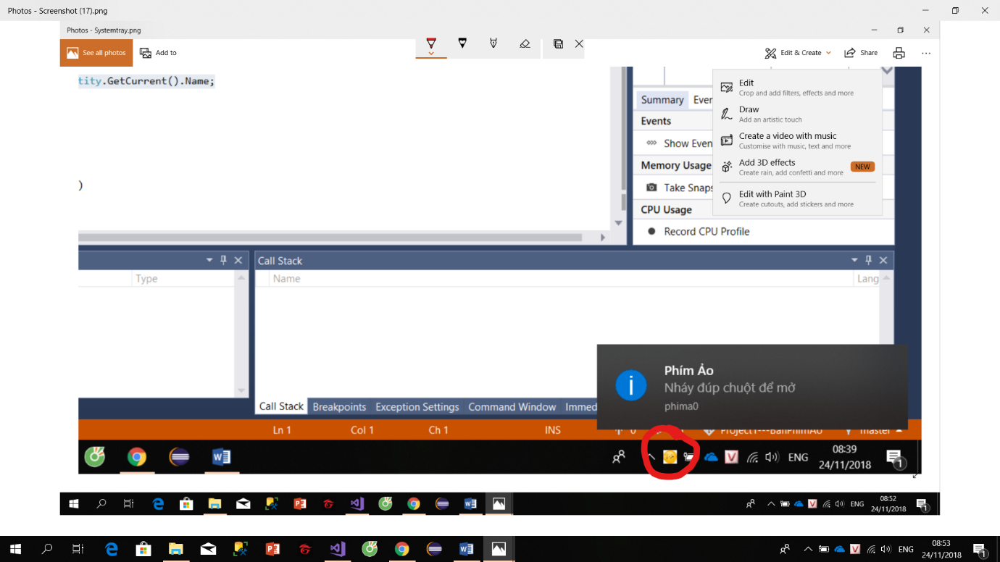 Photos - Screenshot (17).png
Photos - Systemtray.png
See all photos
Add to
Edit & Create
Share
tity.GetCurrent().Name;
)
Summary
Even
Events
Show Even
Memory Usage
Take Snaps
CPU Usage
Record CPU Profile
Edit
Crop and add filters, effects and more
Draw
Add an artistic touch
Create a video with music
Customise with music, text and more
Add 3D effects
Create rain, add confetti and more
NEW
Edit with Paint 3D
Create cutouts, add stickers and more
Type
Call Stack
Name
Lang
Phím Ảo
Nháy đúp chuột để mở
phima0
Call Stack
Breakpoints
Exception Settings
Command Window
Immed
Ln 1
Col 1
Ch 1
INS
0
Project1---BanPhimAo
master
ENG
08:39
24/11/2018
1
ENG
08:52
24/11/2018
1
ENG
08:53
24/11/2018
1